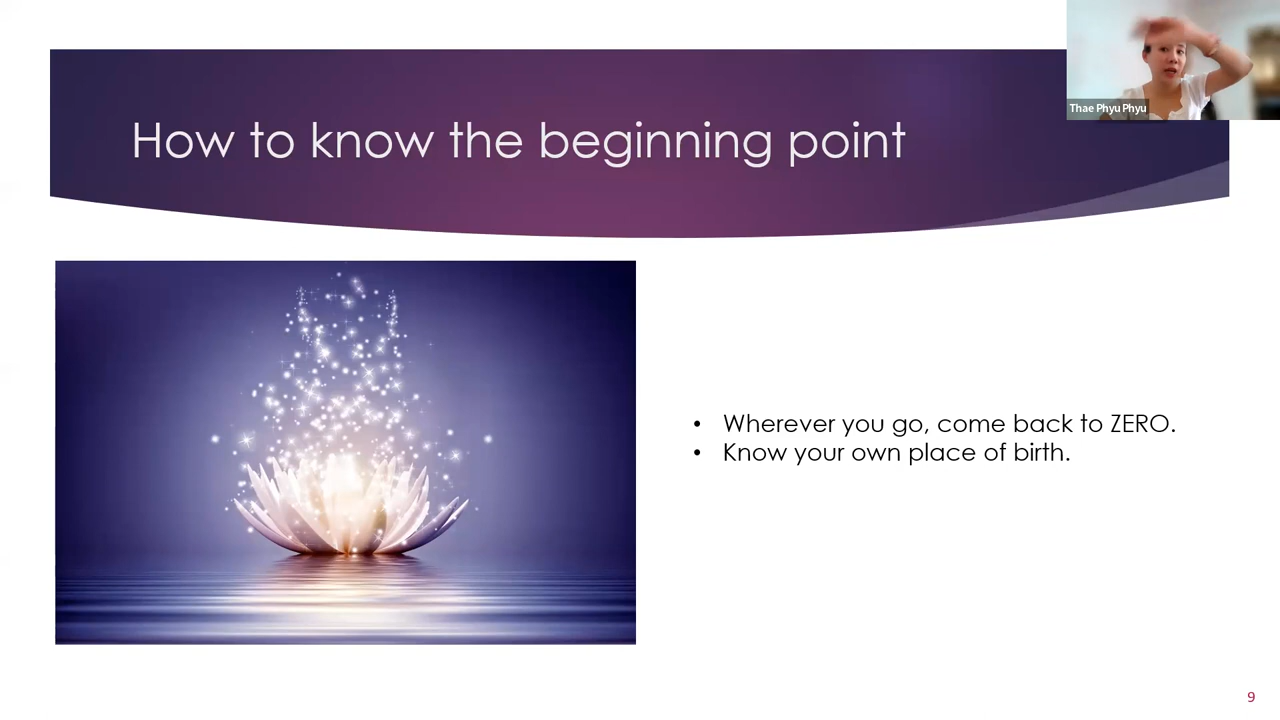 Thae Phyu Phyu
How to know the beginning point
• Wherever you go, come back to ZERO.
• Know your own place of birth.
9